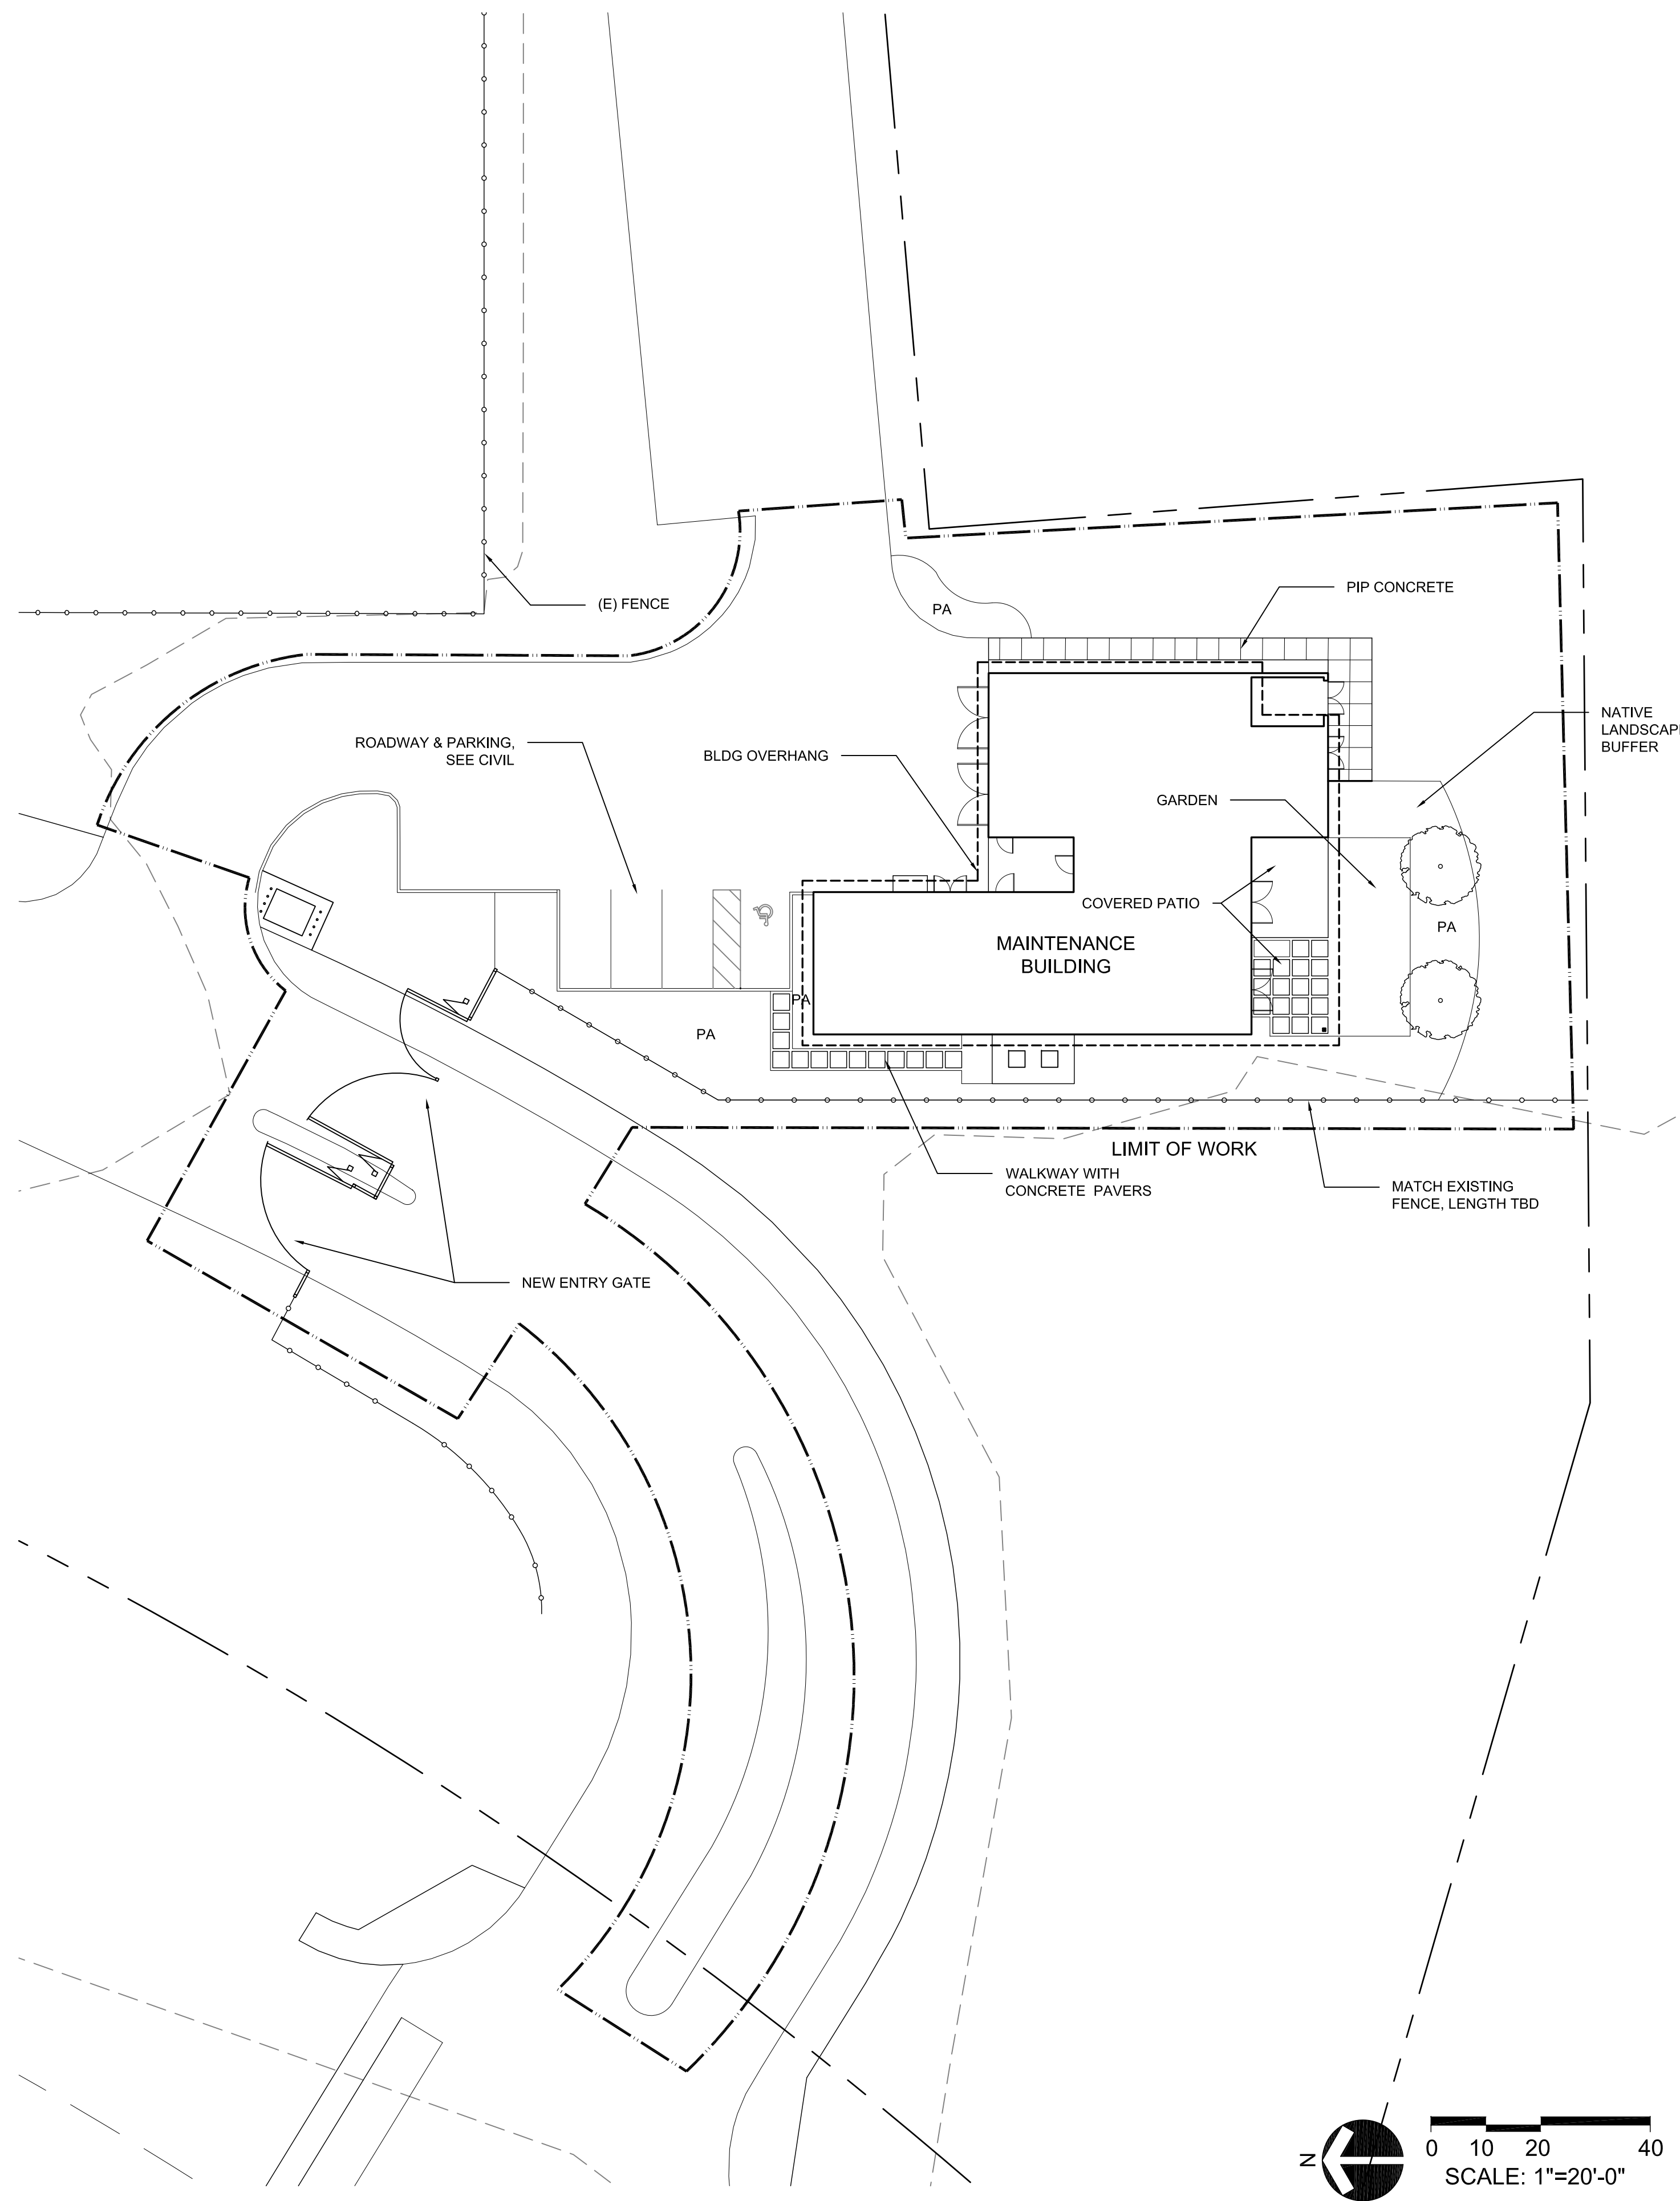 (E) FENCE
PIP CONCRETE
PA
NATIVE
LANDSCAP
BUFFER
ROADWAY & PARKING,
SEE CIVIL
BLDG OVERHANG
GARDEN
COVERED PATIO
PA
MAINTENANCE
BUILDING
PA
PA
LIMIT OF WORK
WALKWAY WITH
CONCRETE PAVERS
MATCH EXISTING
FENCE, LENGTH TBD
NEW ENTRY GATE
N
0 10 20 40
SCALE: 1"=20'-0"